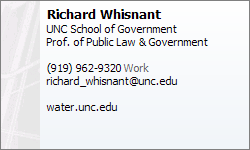 Richard Whisnant
UNC School of Government
Prof. of Public Law & Government
(919) 962-9320 Work
richard_whisnant@unc.edu
water.unc.edu